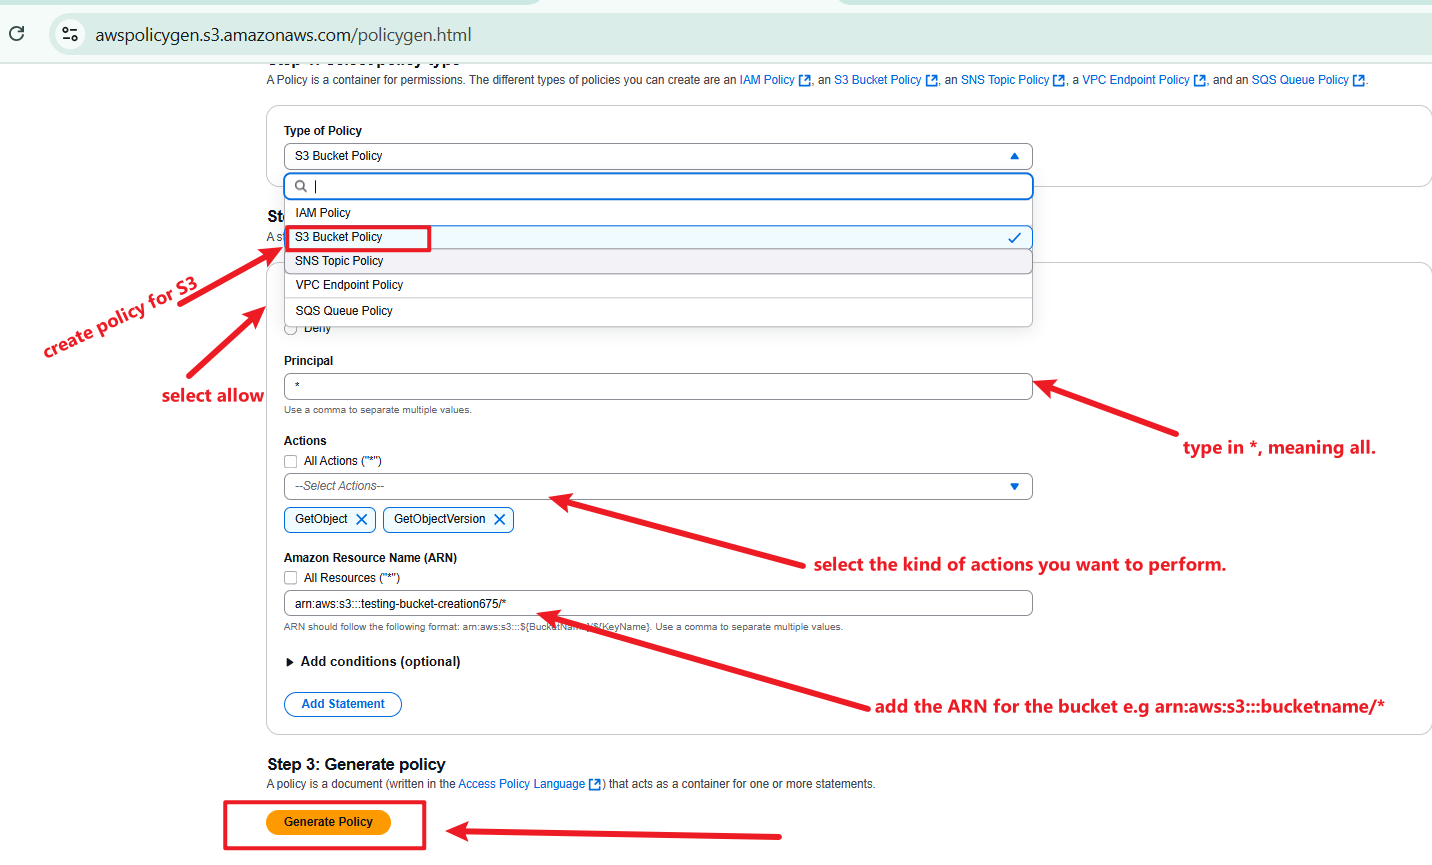 awspolicygen.s3.amazonaws.com/policygen.html
Step 1: Select policy type
A Policy is a container for permissions. The different types of policies you can create are an IAM Policy, an S3 Bucket Policy, an SNS Topic Policy, a VPC Endpoint Policy, and an SQS Queue Policy.
Type of Policy
S3 Bucket Policy
IAM Policy
S3 Bucket Policy
SNS Topic Policy
VPC Endpoint Policy
SQS Queue Policy
Deny
create policy for S3
select allow
Principal
*
Use a comma to separate multiple values.
type in *, meaning all.
Actions
All Actions ("*")
--Select Actions--
GetObject
GetObjectVersion
select the kind of actions you want to perform.
Amazon Resource Name (ARN)
All Resources ("*")
arn:aws:s3:::testing-bucket-creation675/*
ARN should follow the following format: arn:aws:s3:::${BucketName}/${KeyName}. Use a comma to separate multiple values.
Add conditions (optional)
Add Statement
add the ARN for the bucket e.g arn:aws:s3:::bucketname/*
Step 3: Generate policy
A policy is a document (written in the Access Policy Language) that acts as a container for one or more statements.
Generate Policy